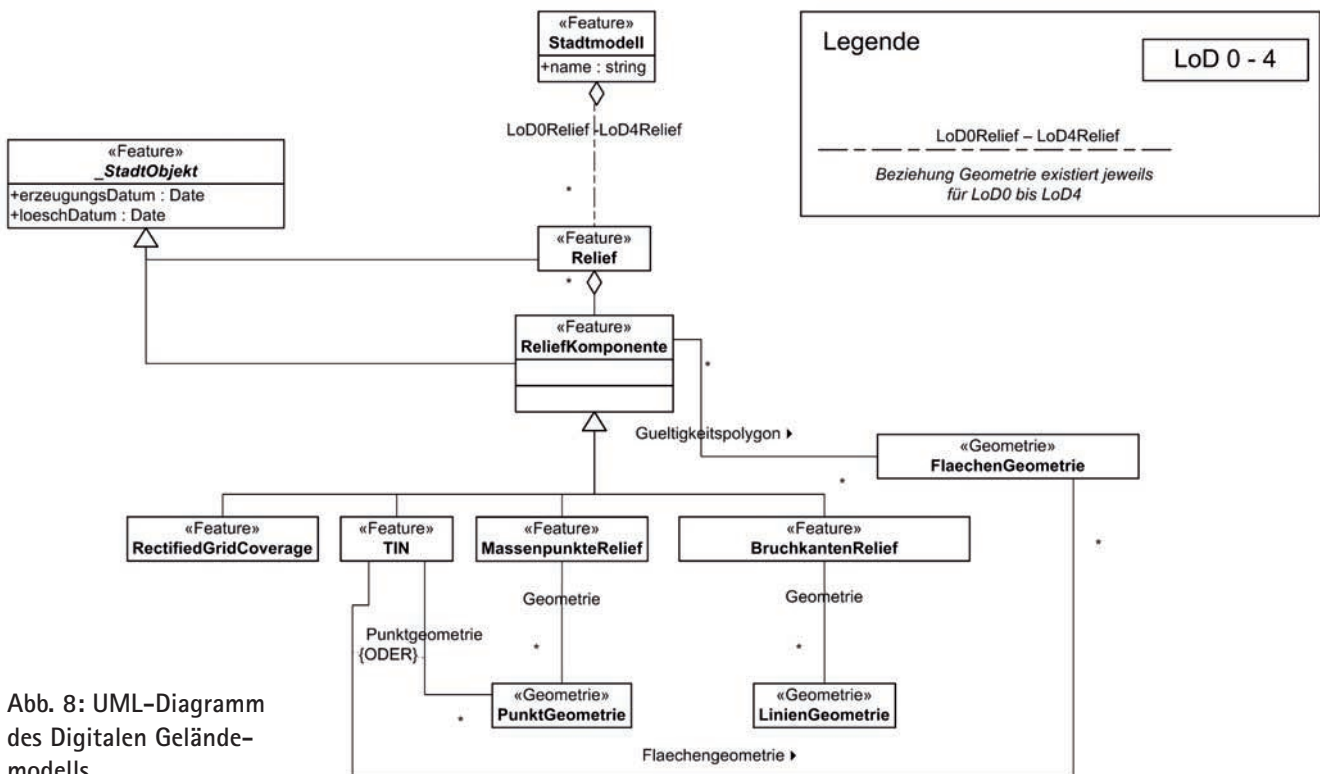 «Feature»
Stadtmodell
+name : string
LoD0Relief -LoD4Relief
*
Legende
LoD 0 - 4
LoD0Relief – LoD4Relief
Beziehung Geometrie existiert jeweils
für LoD0 bis LoD4
«Feature»
_StadtObjekt
+erzeugungsDatum : Date
+loeschDatum : Date
«Feature»
Relief
*
«Feature»
ReliefKomponente
*
Gueltigkeitspolygon
*
«Geometrie»
FlaechenGeometrie
*
«Feature»
RectifiedGridCoverage
«Feature»
TIN
«Feature»
MassenpunkteRelief
«Feature»
BruchkantenRelief
Punktgeometrie
{ODER}
*
Geometrie
*
Geometrie
*
«Geometrie»
PunktGeometrie
«Geometrie»
LinienGeometrie
Flaechengeometrie
Abb. 8: UML-Diagramm
des Digitalen Gelände-
modells